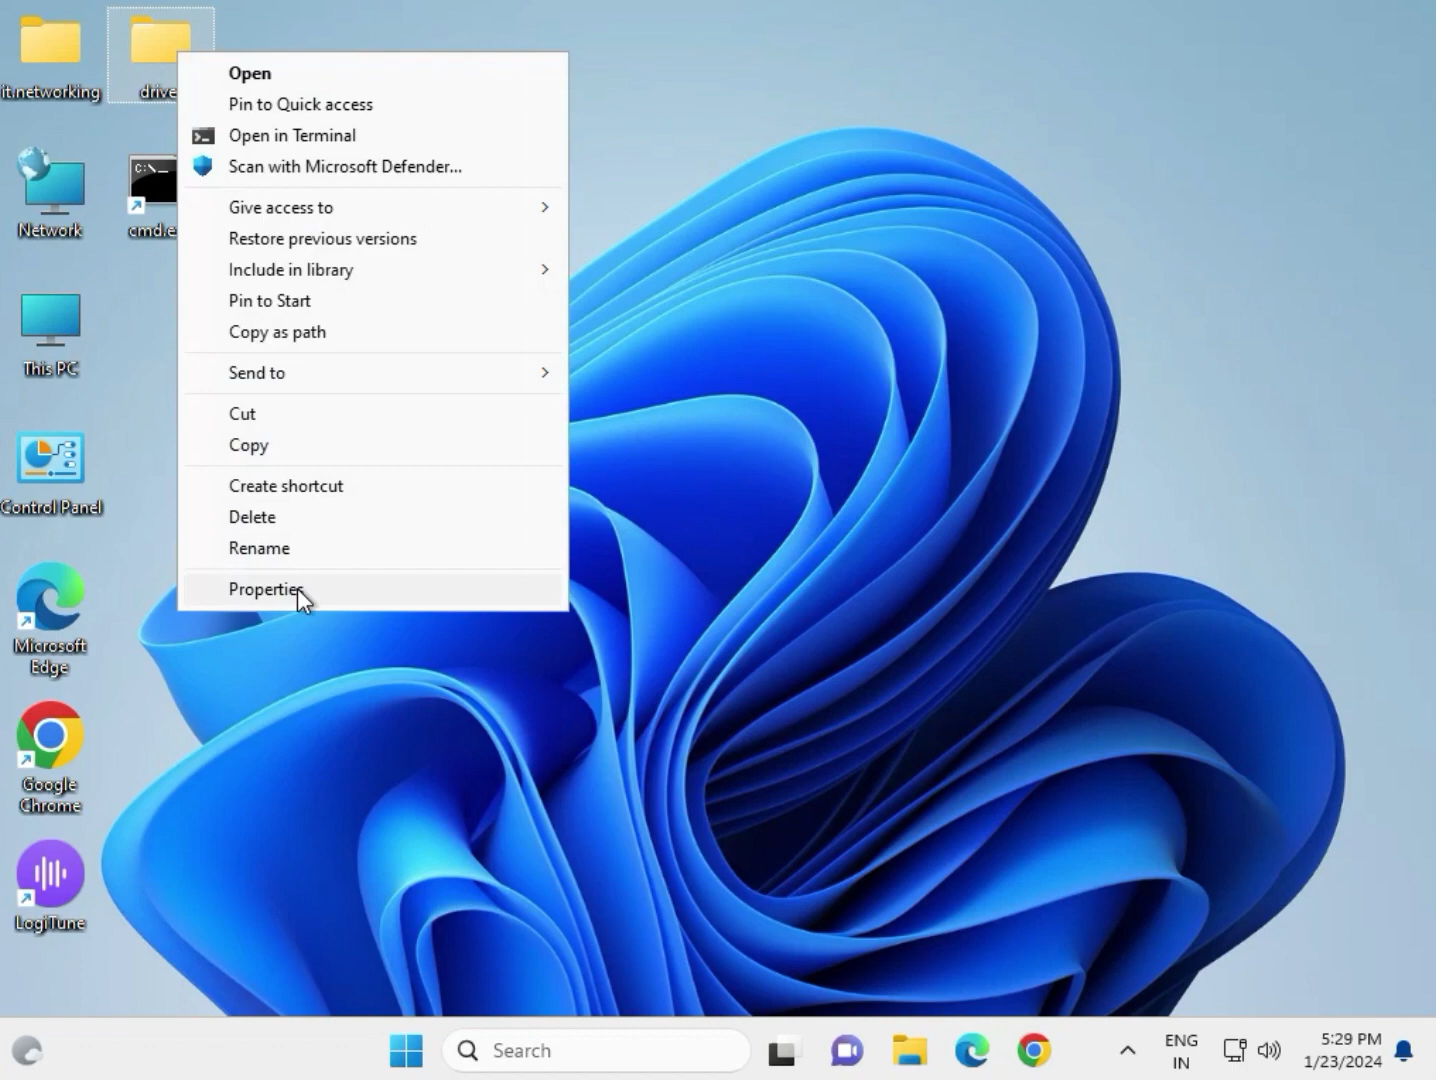 it.networking
drive
Open
Pin to Quick access
Open in Terminal
Scan with Microsoft Defender...
Give access to
Restore previous versions
Include in library
Pin to Start
Copy as path
Send to
Cut
Copy
Create shortcut
Delete
Rename
Properties
Network
C:\_
cmd.e
This PC
Control Panel
Microsoft
Edge
Google
Chrome
LogiTune
Search
ENG
IN
5:29 PM
1/23/2024